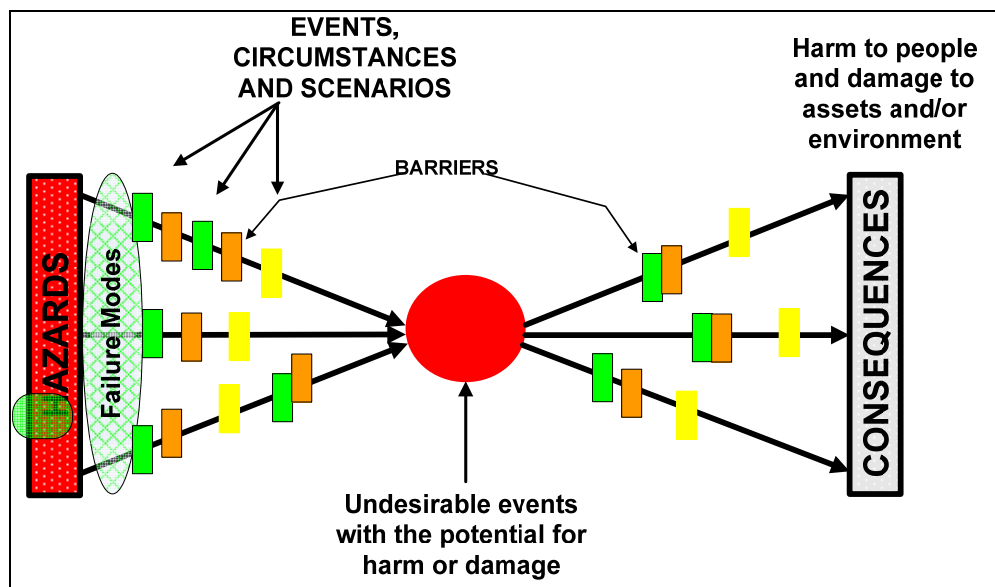 EVENTS,
CIRCUMSTANCES
AND SCENARIOS
Harm to people
and damage to
assets and/or
environment
BARRIERS
HAZARDS
Failure Modes
CONSEQUENCES
Undesirable events
with the potential for
harm or damage